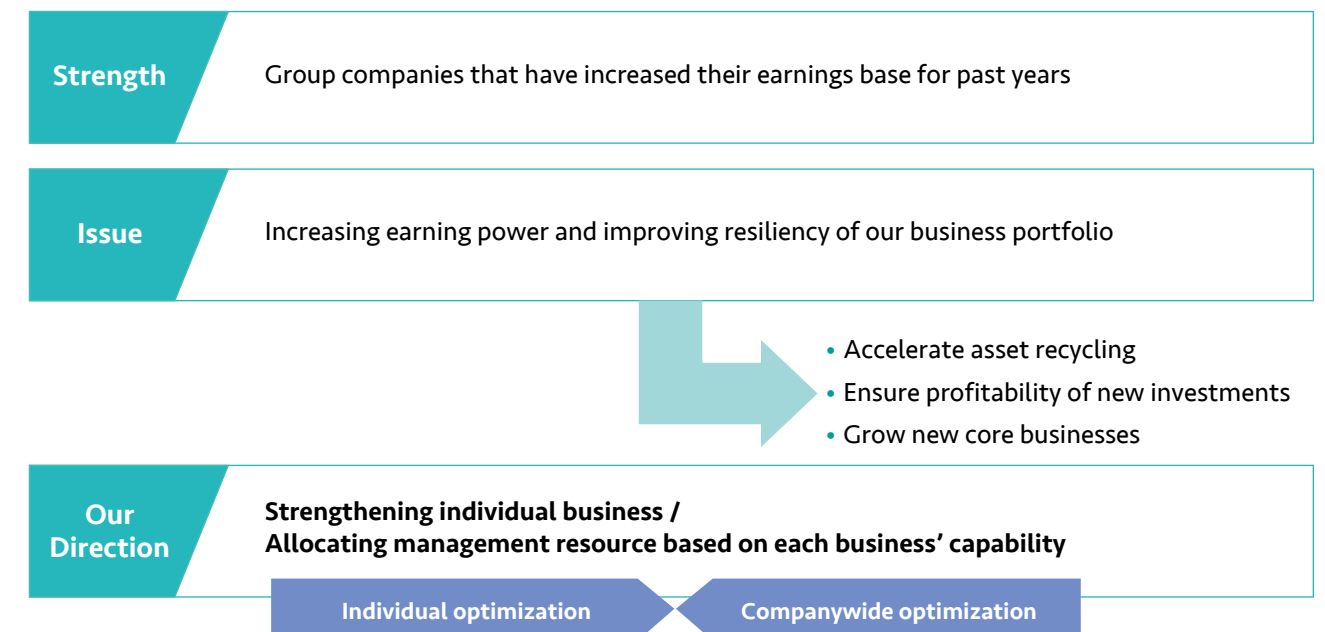 Strength
Group companies that have increased their earnings base for past years
Issue
Increasing earning power and improving resiliency of our business portfolio
• Accelerate asset recycling
• Ensure profitability of new investments
• Grow new core businesses
Our
Direction
Strengthening individual business /
Allocating management resource based on each business’ capability
Individual optimization
Companywide optimization